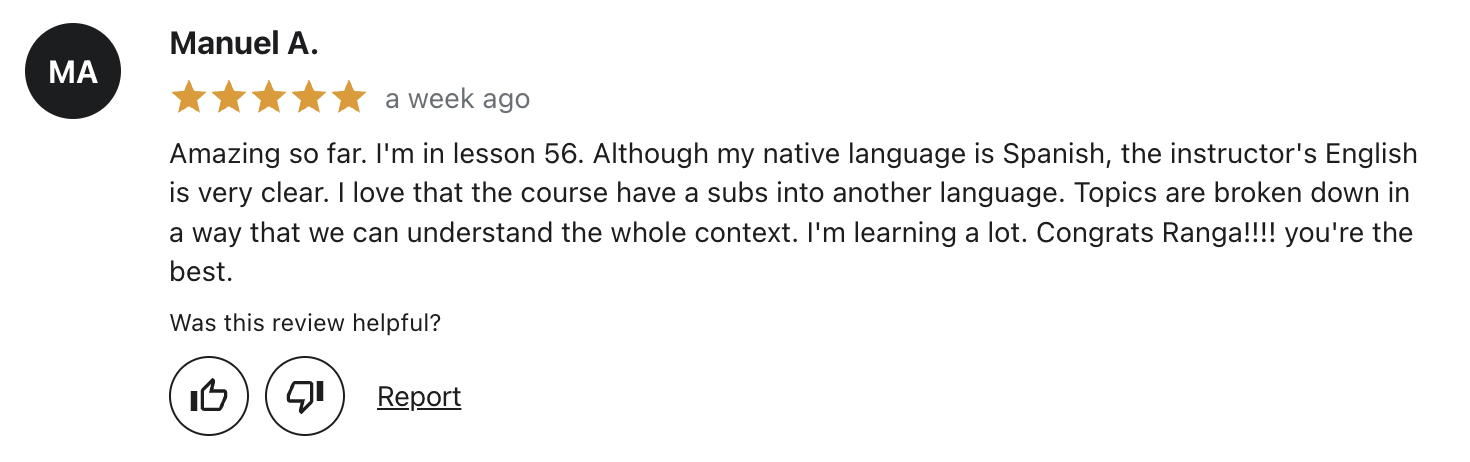 MA
Manuel A.
a week ago
Amazing so far. I'm in lesson 56. Although my native language is Spanish, the instructor's English
is very clear. I love that the course have a subs into another language. Topics are broken down in
a way that we can understand the whole context. I'm learning a lot. Congrats Ranga!!!! you're the
best.
Was this review helpful?
Report